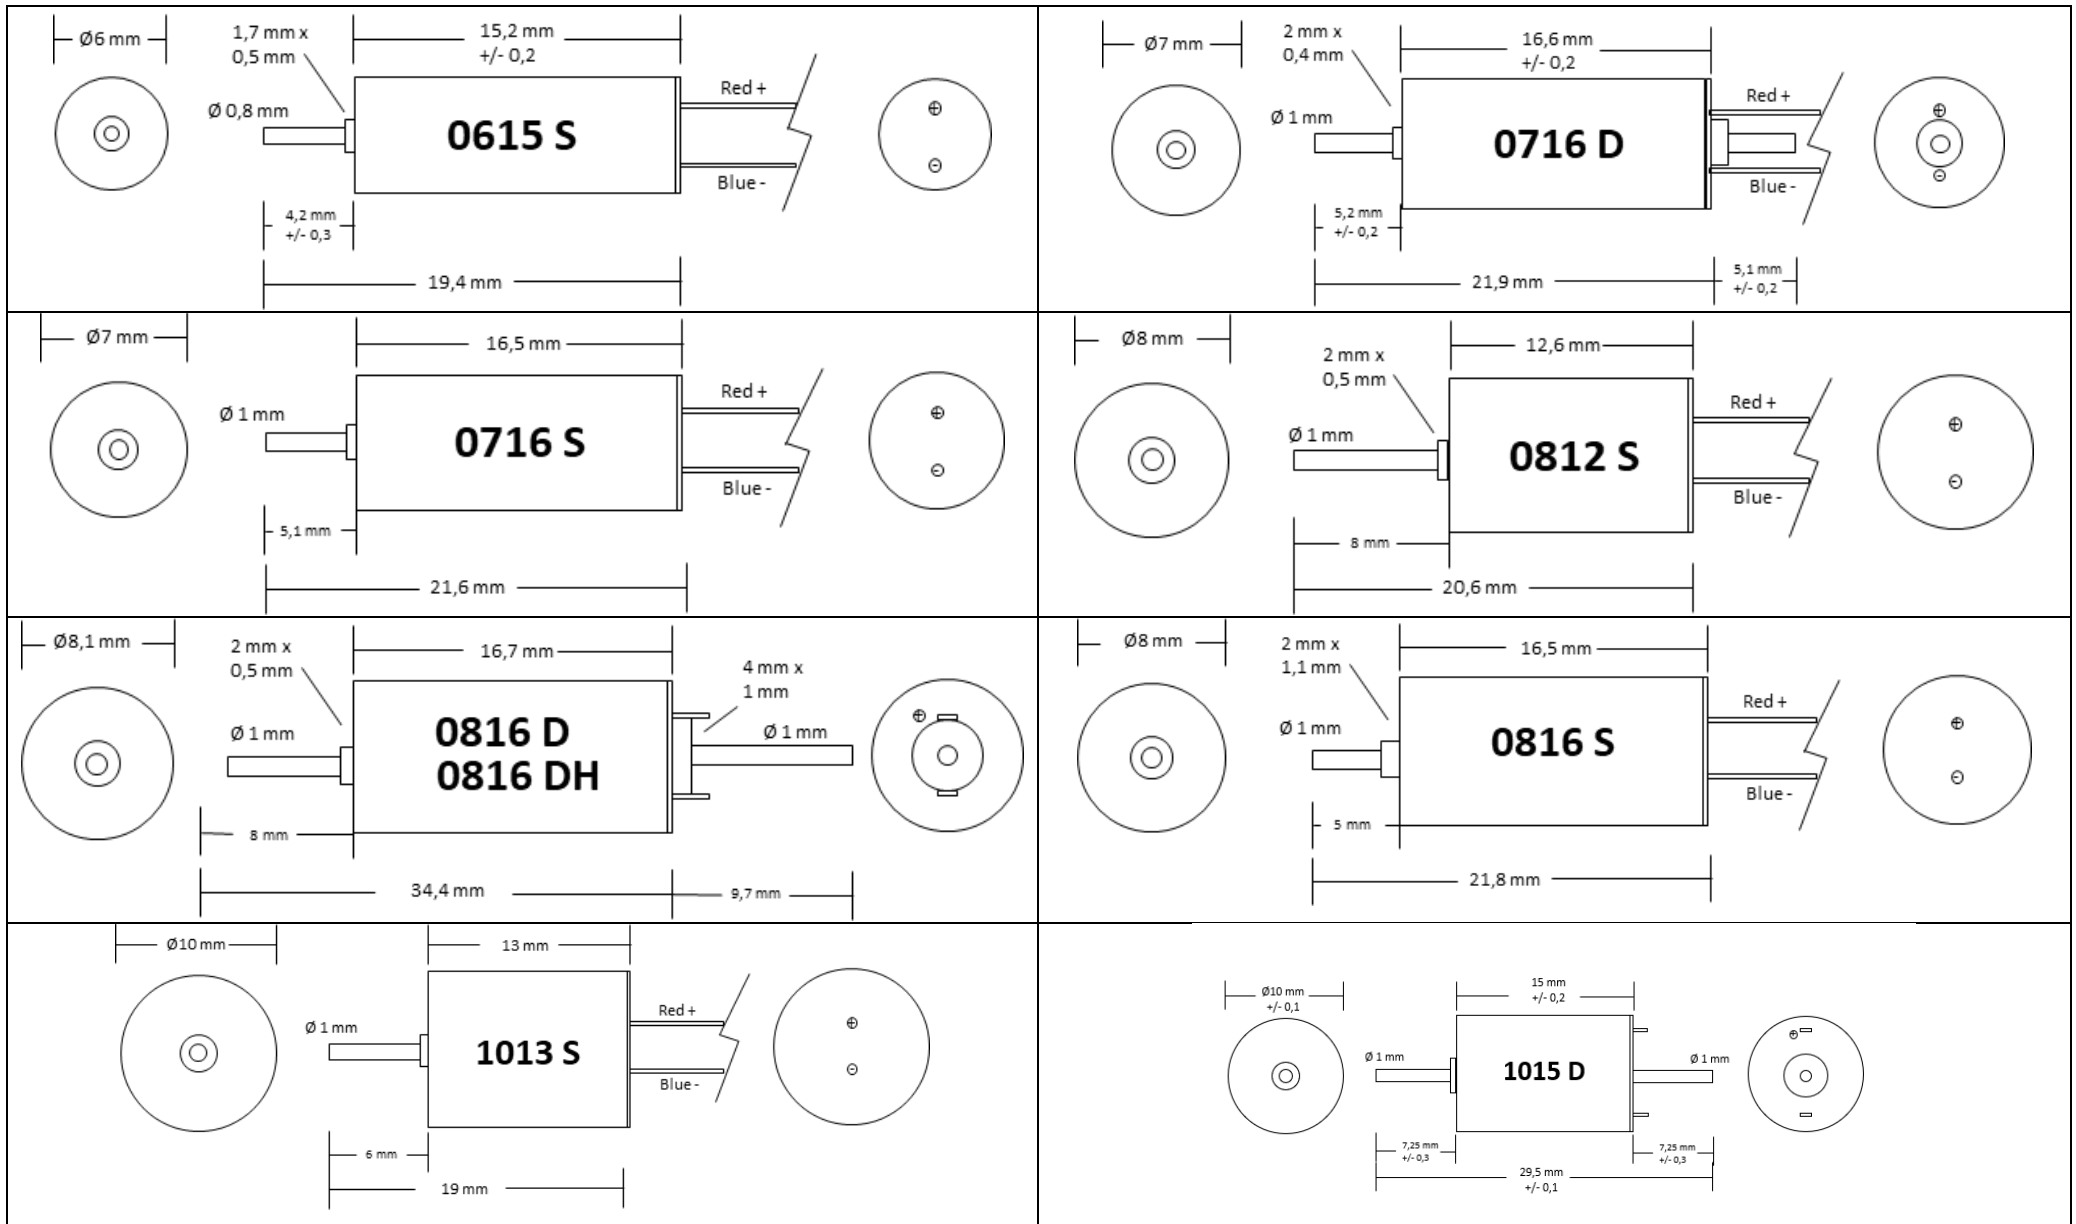 Ø6 mm
1,7 mm x
0,5 mm
15,2 mm
+/- 0,2
Ø 0,8 mm
Red +
0615 S
Blue -
4,2 mm
+/- 0,3
19,4 mm
Ø7 mm
2 mm x
0,4 mm
16,6 mm
+/- 0,2
Ø 1 mm
Red +
0716 D
Blue -
5,2 mm
+/- 0,2
21,9 mm
5,1 mm
+/- 0,2
Ø7 mm
16,5 mm
Ø 1 mm
Red +
0716 S
Blue -
5,1 mm
21,6 mm
Ø8 mm
2 mm x
0,5 mm
12,6 mm
Ø 1 mm
Red +
0812 S
Blue -
8 mm
20,6 mm
Ø8,1 mm
2 mm x
0,5 mm
16,7 mm
4 mm x
1 mm
Ø 1 mm
0816 D
0816 DH
Ø 1 mm
8 mm
34,4 mm
9,7 mm
Ø8 mm
2 mm x
1,1 mm
16,5 mm
Ø 1 mm
Red +
0816 S
Blue -
5 mm
21,8 mm
Ø10 mm
13 mm
Ø 1 mm
Red +
1013 S
Blue -
6 mm
19 mm
Ø10 mm
+/- 0,1
15 mm
+/- 0,2
Ø 1 mm
1015 D
Ø 1 mm
7,25 mm
+/- 0,3
7,25 mm
+/- 0,3
29,5 mm
+/- 0,1